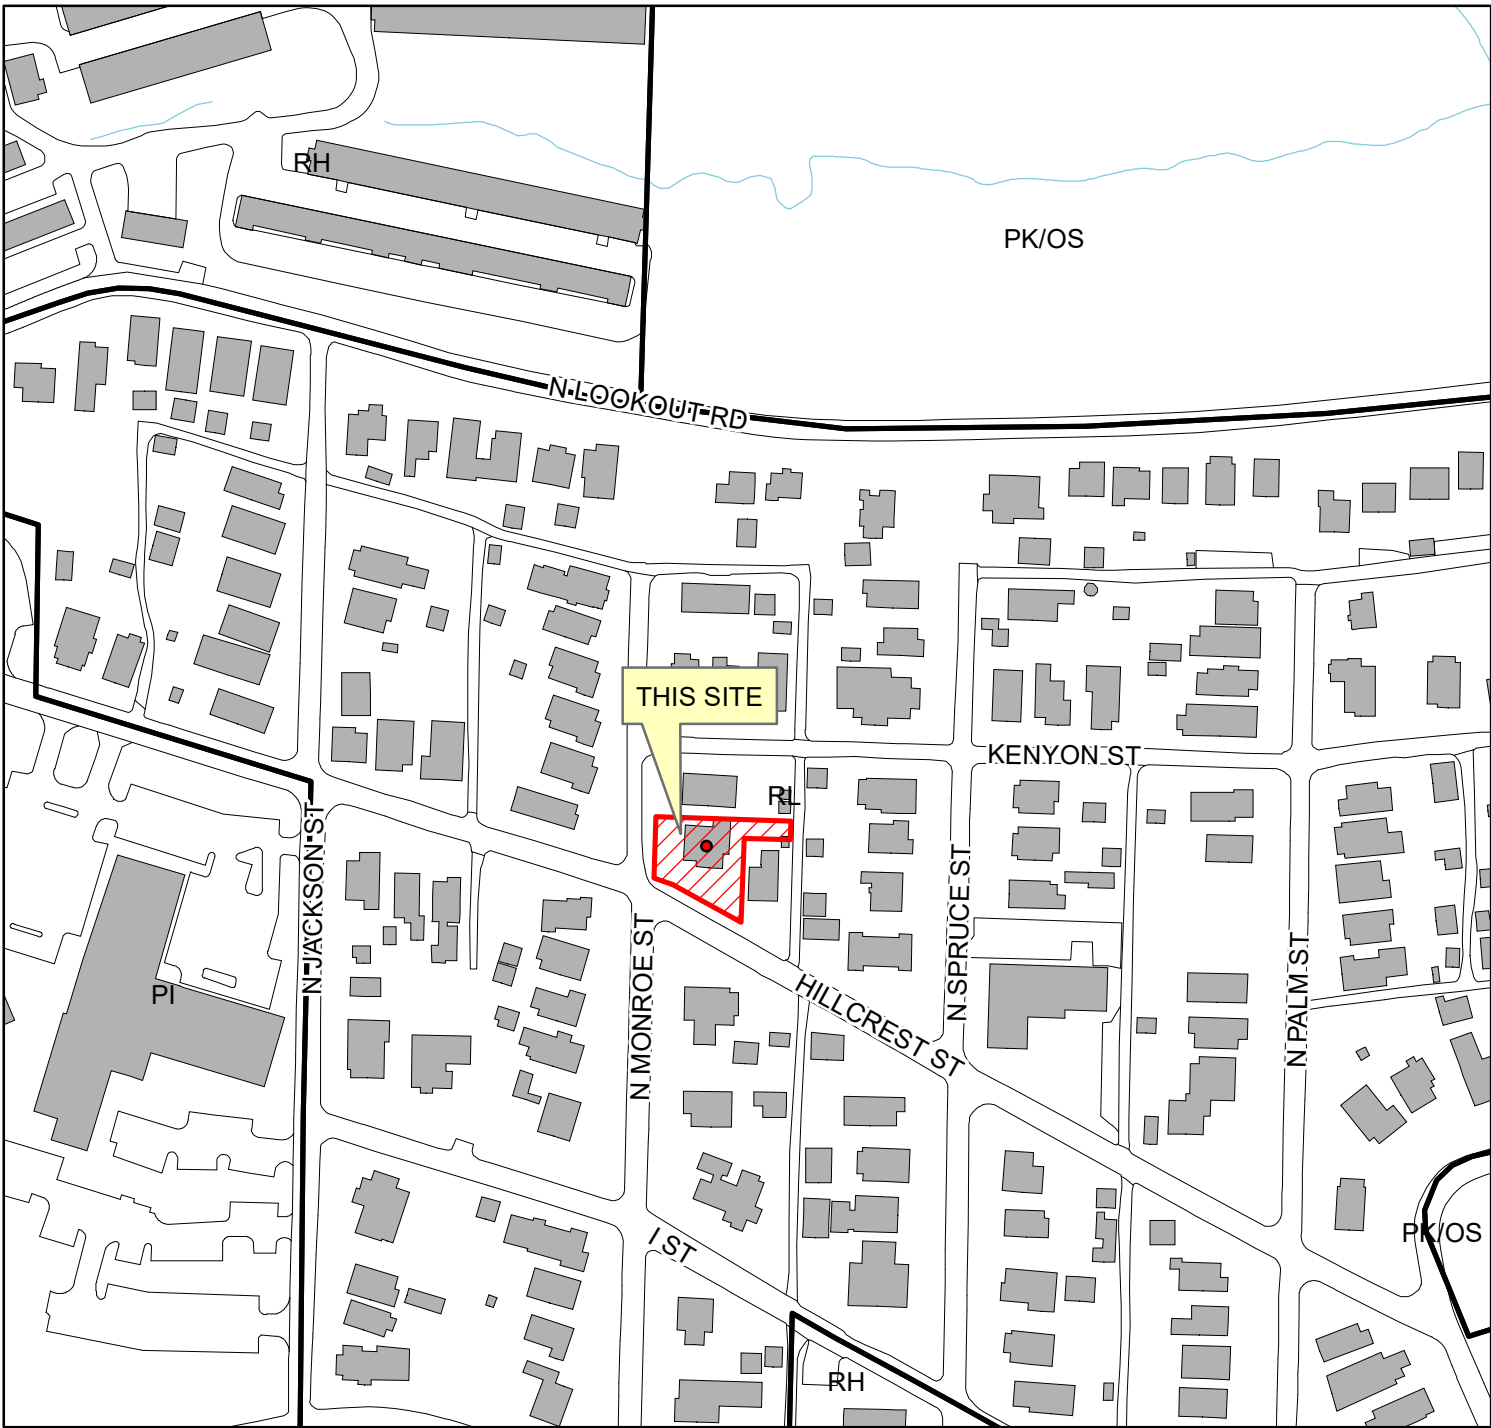 RH
PK/OS
N LOOKOUT RD
THIS SITE
KENYON ST
RL
N JACKSON ST
N SPRUCE ST
N MONROE ST
N PALM ST
PI
HILLCREST ST
I ST
PK/OS
RH